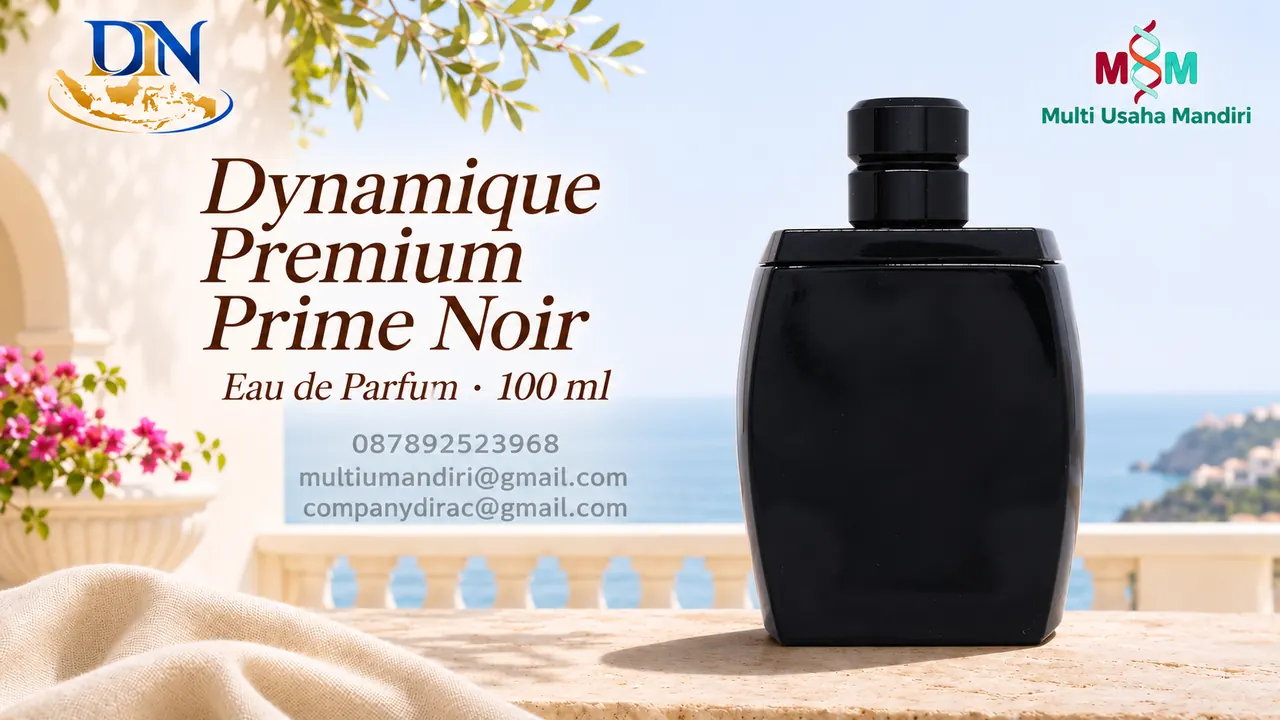 DN
MM
Multi Usaha Mandiri
Dynamique
Premium
Prime Noir
Eau de Parfum · 100 ml
087892523968
multiumandiri@gmail.com
companydirac@gmail.com